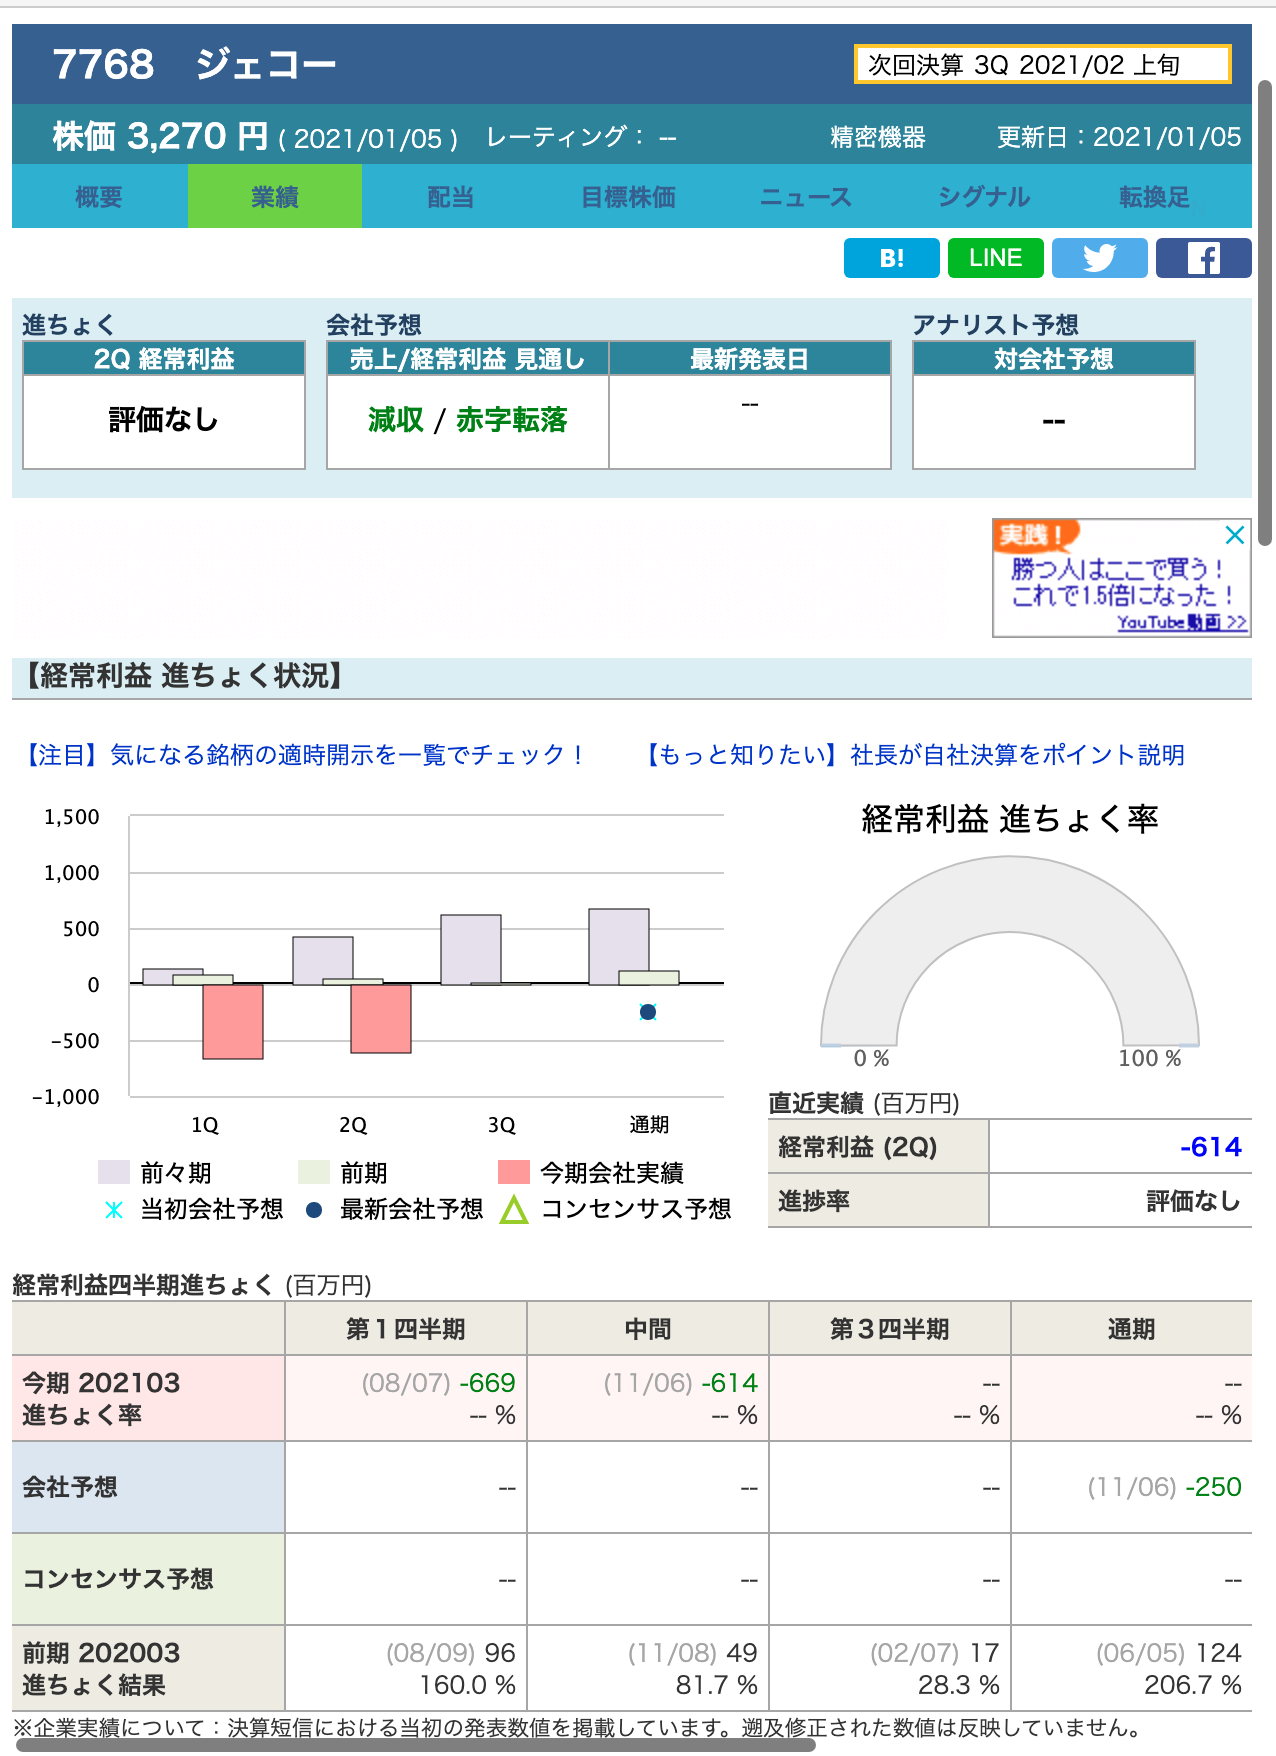 7768 ジェコー
次回決算 3Q 2021/02 上旬
株価 3,270 円 ( 2021/01/05 ) レーティング： -- 精密機器 更新日：2021/01/05
概要 業績 配当 目標株価 ニュース シグナル 転換足
B! LINE
進ちょく 会社予想 アナリスト予想
2Q 経常利益 売上/経常利益 見通し 最新発表日 対会社予想
評価なし 減収 / 赤字転落 -- --
実践！
勝つ人はここで買う！
これで1.5倍になった！
YouTube動画 >>
【経常利益 進ちょく状況】
【注目】気になる銘柄の適時開示を一覧でチェック！ 【もっと知りたい】社長が自社決算をポイント説明
1,500
1,000
500
0
-500
-1,000
1Q 2Q 3Q 通期
前々期 前期 今期会社実績
当初会社予想 最新会社予想 コンセンサス予想
経常利益 進ちょく率
0 % 100 %
直近実績 (百万円)
経常利益 (2Q) -614
進捗率 評価なし
経常利益四半期進ちょく (百万円)
第１四半期 中間 第３四半期 通期
今期 202103 (08/07) -669 (11/06) -614 -- --
進ちょく率 -- % -- % -- % -- %
会社予想 -- -- -- (11/06) -250
コンセンサス予想 -- -- -- --
前期 202003 (08/09) 96 (11/08) 49 (02/07) 17 (06/05) 124
進ちょく結果 160.0 % 81.7 % 28.3 % 206.7 %
※企業実績について：決算短信における当初の発表数値を掲載しています。遡及修正された数値は反映していません。